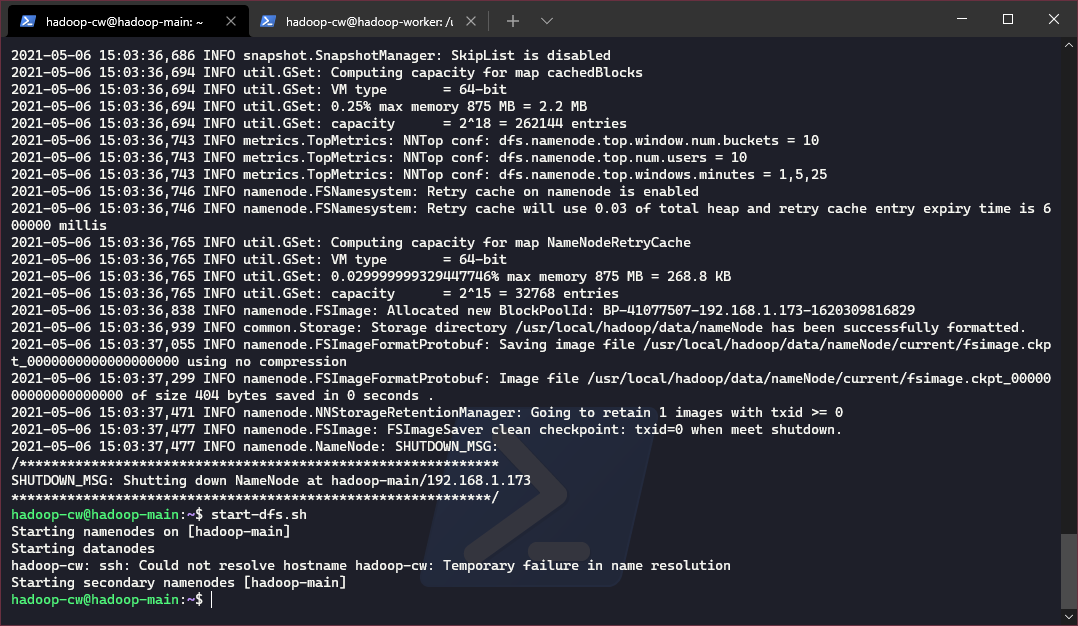 hadoop-cw@hadoop-main: ~
hadoop-cw@hadoop-worker: /u
2021-05-06 15:03:36,686 INFO snapshot.SnapshotManager: SkipList is disabled
2021-05-06 15:03:36,694 INFO util.GSet: Computing capacity for map cachedBlocks
2021-05-06 15:03:36,694 INFO util.GSet: VM type       = 64-bit
2021-05-06 15:03:36,694 INFO util.GSet: 0.25% max memory 875 MB = 2.2 MB
2021-05-06 15:03:36,694 INFO util.GSet: capacity      = 2^18 = 262144 entries
2021-05-06 15:03:36,743 INFO metrics.TopMetrics: NNTop conf: dfs.namenode.top.window.num.buckets = 10
2021-05-06 15:03:36,743 INFO metrics.TopMetrics: NNTop conf: dfs.namenode.top.num.users = 10
2021-05-06 15:03:36,743 INFO metrics.TopMetrics: NNTop conf: dfs.namenode.top.windows.minutes = 1,5,25
2021-05-06 15:03:36,746 INFO namenode.FSNamesystem: Retry cache on namenode is enabled
2021-05-06 15:03:36,746 INFO namenode.FSNamesystem: Retry cache will use 0.03 of total heap and retry cache entry expiry time is 6
00000 millis
2021-05-06 15:03:36,765 INFO util.GSet: Computing capacity for map NameNodeRetryCache
2021-05-06 15:03:36,765 INFO util.GSet: VM type       = 64-bit
2021-05-06 15:03:36,765 INFO util.GSet: 0.029999999329447746% max memory 875 MB = 268.8 KB
2021-05-06 15:03:36,765 INFO util.GSet: capacity      = 2^15 = 32768 entries
2021-05-06 15:03:36,838 INFO namenode.FSImage: Allocated new BlockPoolId: BP-41077507-192.168.1.173-1620309816829
2021-05-06 15:03:36,939 INFO common.Storage: Storage directory /usr/local/hadoop/data/nameNode has been successfully formatted.
2021-05-06 15:03:37,055 INFO namenode.FSImageFormatProtobuf: Saving image file /usr/local/hadoop/data/nameNode/current/fsimage.ckp
t_0000000000000000000 using no compression
2021-05-06 15:03:37,299 INFO namenode.FSImageFormatProtobuf: Image file /usr/local/hadoop/data/nameNode/current/fsimage.ckpt_00000
00000000000000 of size 404 bytes saved in 0 seconds .
2021-05-06 15:03:37,471 INFO namenode.NNStorageRetentionManager: Going to retain 1 images with txid >= 0
2021-05-06 15:03:37,477 INFO namenode.FSImage: FSImageSaver clean checkpoint: txid=0 when meet shutdown.
2021-05-06 15:03:37,477 INFO namenode.NameNode: SHUTDOWN_MSG:
/************************************************************
SHUTDOWN_MSG: Shutting down NameNode at hadoop-main/192.168.1.173
************************************************************/
hadoop-cw@hadoop-main:~$ start-dfs.sh
Starting namenodes on [hadoop-main]
Starting datanodes
hadoop-cw: ssh: Could not resolve hostname hadoop-cw: Temporary failure in name resolution
Starting secondary namenodes [hadoop-main]
hadoop-cw@hadoop-main:~$